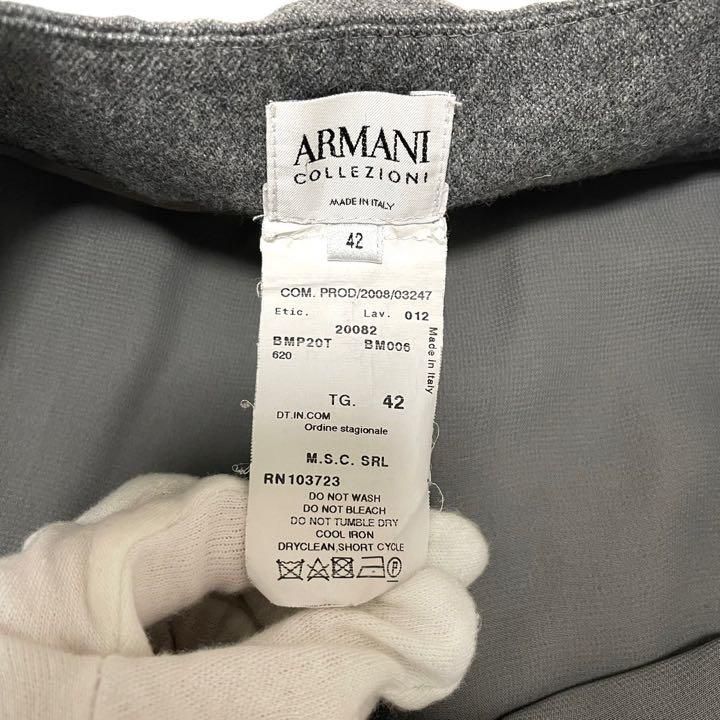 ARMANI
COLLEZIONI
MADE IN ITALY
42
COM. PROD/2008/03247
Etic. Lav. 012
20082
BMP20T BM006
620
Made in Italy
TG. 42
DT.IN.COM
Ordine stagionale
M.S.C. SRL
RN103723
DO NOT WASH
DO NOT BLEACH
DO NOT TUMBLE DRY
COOL IRON
DRYCLEAN,SHORT CYCLE
P